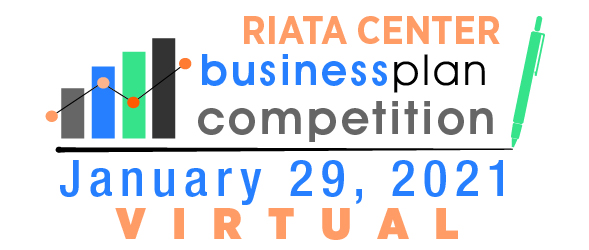 RIATA CENTER
businessplan
competition
January 29, 2021
VIRTUAL